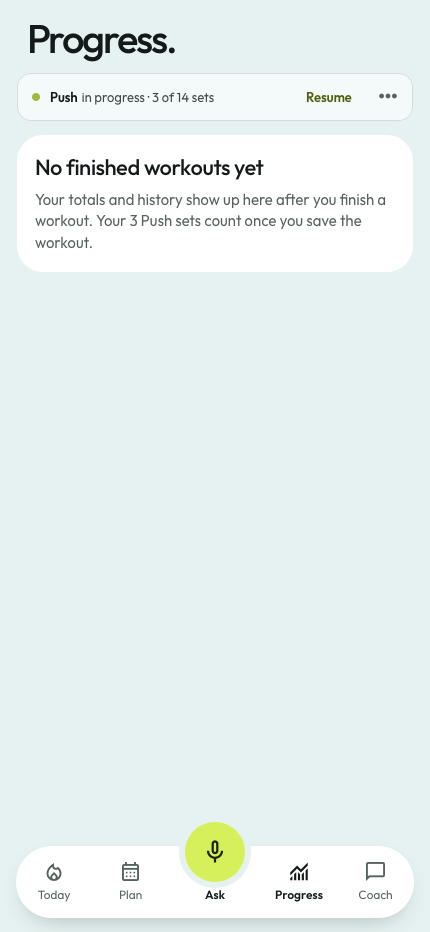 Progress.
Push in progress · 3 of 14 sets Resume •••
No finished workouts yet
Your totals and history show up here after you finish a
workout. Your 3 Push sets count once you save the
workout.
Today Plan Ask Progress Coach